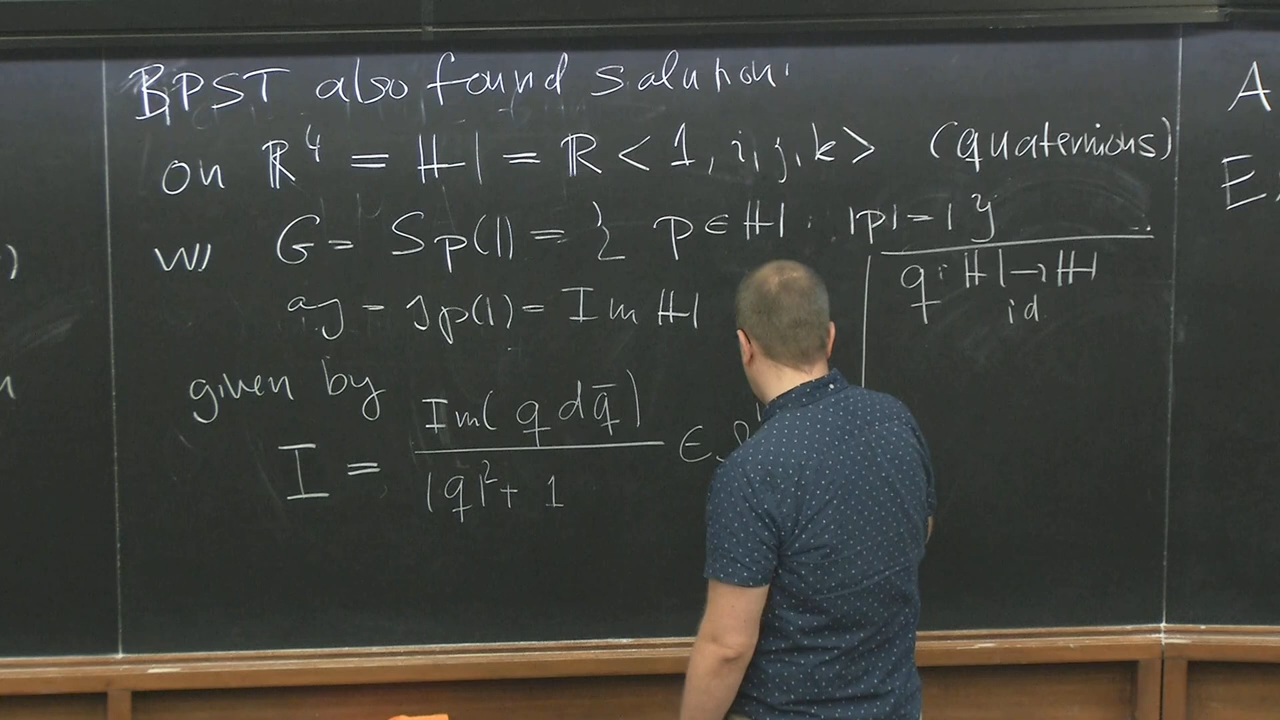 BPST also found solution:
on ℝ⁴ = ℍ = ℝ < 1, i, j, k > (quaternions)
w/ G = Sp(1) = { p ∈ ℍ : |p| = 1 }
𝔤 = sp(1) = Im ℍ
q : ℍ → ℍ
id
given by
I = Im( q d q̄ ) / |q|² + 1 ∈ Ω
A
E